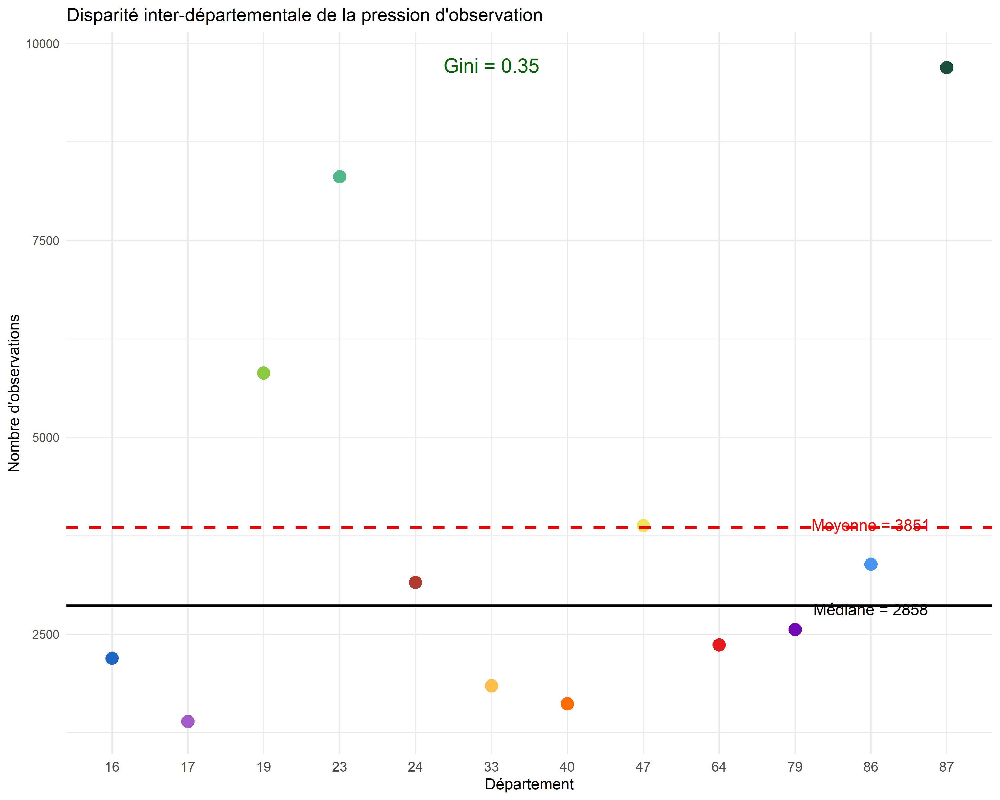 Disparité inter-départementale de la pression d'observation
10000
Gini = 0.35
7500
Nombre d'observations
5000
Moyenne = 3851
Médiane = 2858
2500
16 17 19 23 24 33 40 47 64 79 86 87
Département